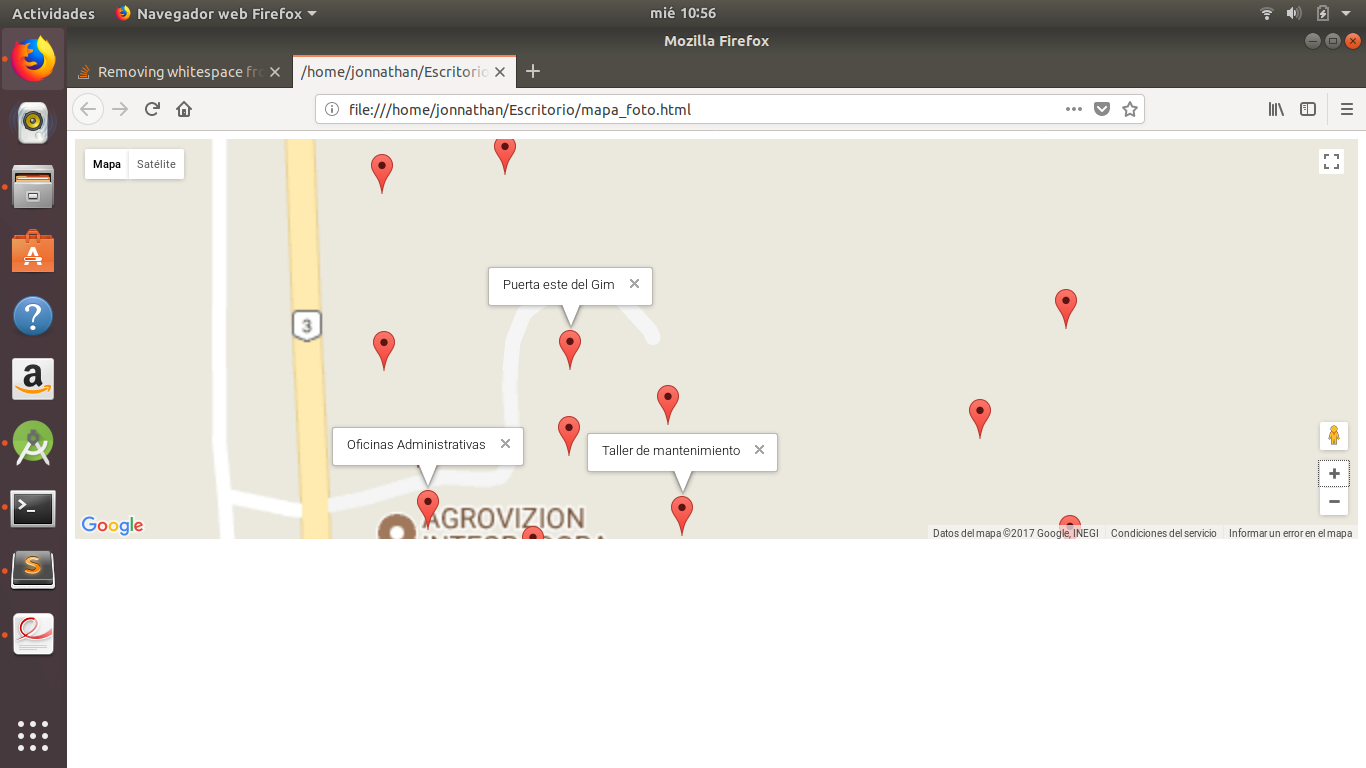 Actividades
Navegador web Firefox
mié 10:56
Mozilla Firefox
Removing whitespace fro
/home/jonnathan/Escritorio
file:///home/jonnathan/Escritorio/mapa_foto.html
Mapa
Satélite
Puerta este del Gim
3
Oficinas Administrativas
Taller de mantenimiento
AGROVIZION
INTEGRADORA
Google
Datos del mapa ©2017 Google, INEGI
Condiciones del servicio
Informar un error en el mapa